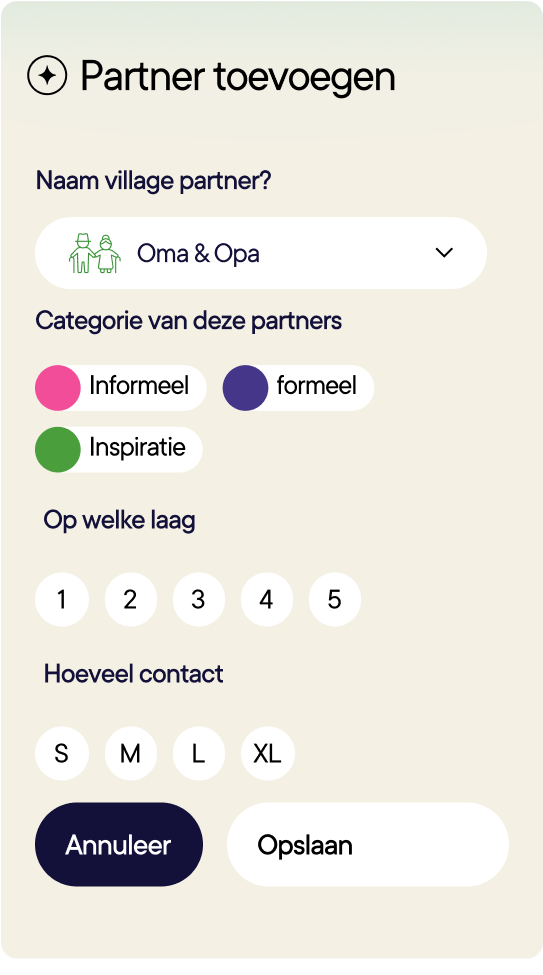 Partner toevoegen
Naam village partner?
Oma & Opa
Categorie van deze partners
Informeel formeel
Inspiratie
Op welke laag
1 2 3 4 5
Hoeveel contact
S M L XL
Annuleer Opslaan